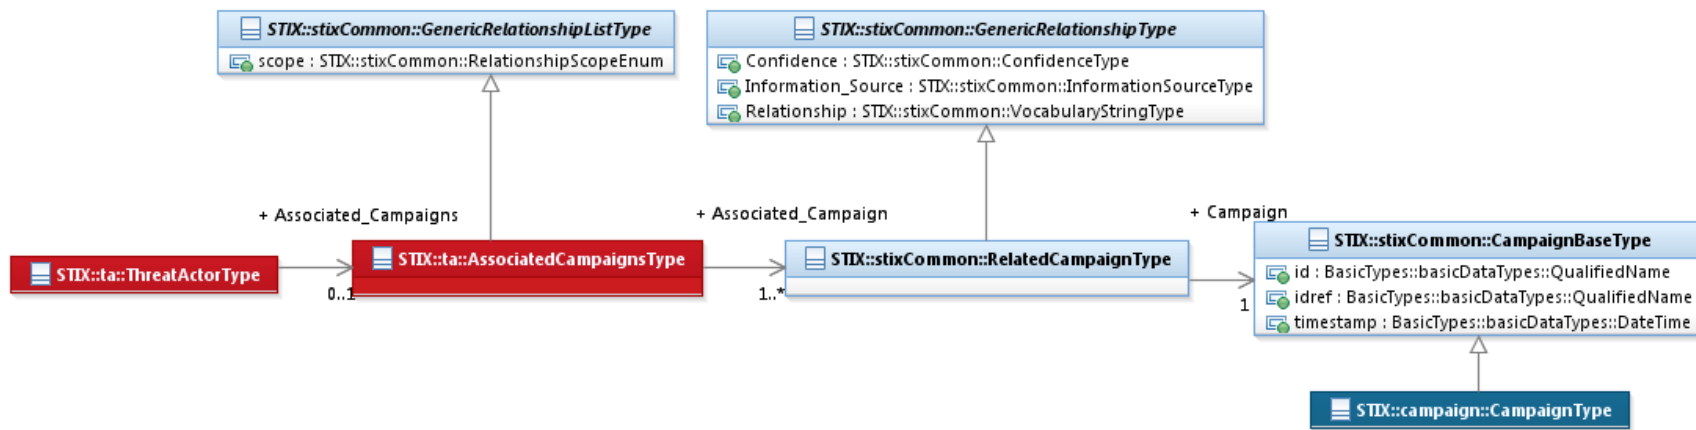 STIX::stixCommon::GenericRelationshipListType
scope : STIX::stixCommon::RelationshipScopeEnum
STIX::stixCommon::GenericRelationshipType
Confidence : STIX::stixCommon::ConfidenceType
Information_Source : STIX::stixCommon::InformationSourceType
Relationship : STIX::stixCommon::VocabularyStringType
+ Associated_Campaigns
+ Associated_Campaign
+ Campaign
STIX::ta::ThreatActorType
0..1
STIX::ta::AssociatedCampaignsType
1..*
STIX::stixCommon::RelatedCampaignType
1
STIX::stixCommon::CampaignBaseType
id : BasicTypes::basicDataTypes::QualifiedName
idref : BasicTypes::basicDataTypes::QualifiedName
timestamp : BasicTypes::basicDataTypes::DateTime
STIX::campaign::CampaignType